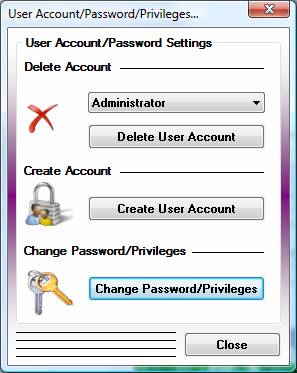 User Account/Password/Privileges...
User Account/Password Settings
Delete Account
Administrator
Delete User Account
Create Account
Create User Account
Change Password/Privileges
Change Password/Privileges
Close